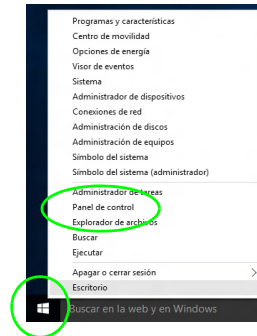 Programas y características
Centro de movilidad
Opciones de energía
Visor de eventos
Sistema
Administrador de dispositivos
Conexiones de red
Administración de discos
Administración de equipos
Símbolo del sistema
Símbolo del sistema (administrador)
Administrador de tareas
Panel de control
Explorador de archivos
Buscar
Ejecutar
Apagar o cerrar sesión
Escritorio
Buscar en la web y en Windows